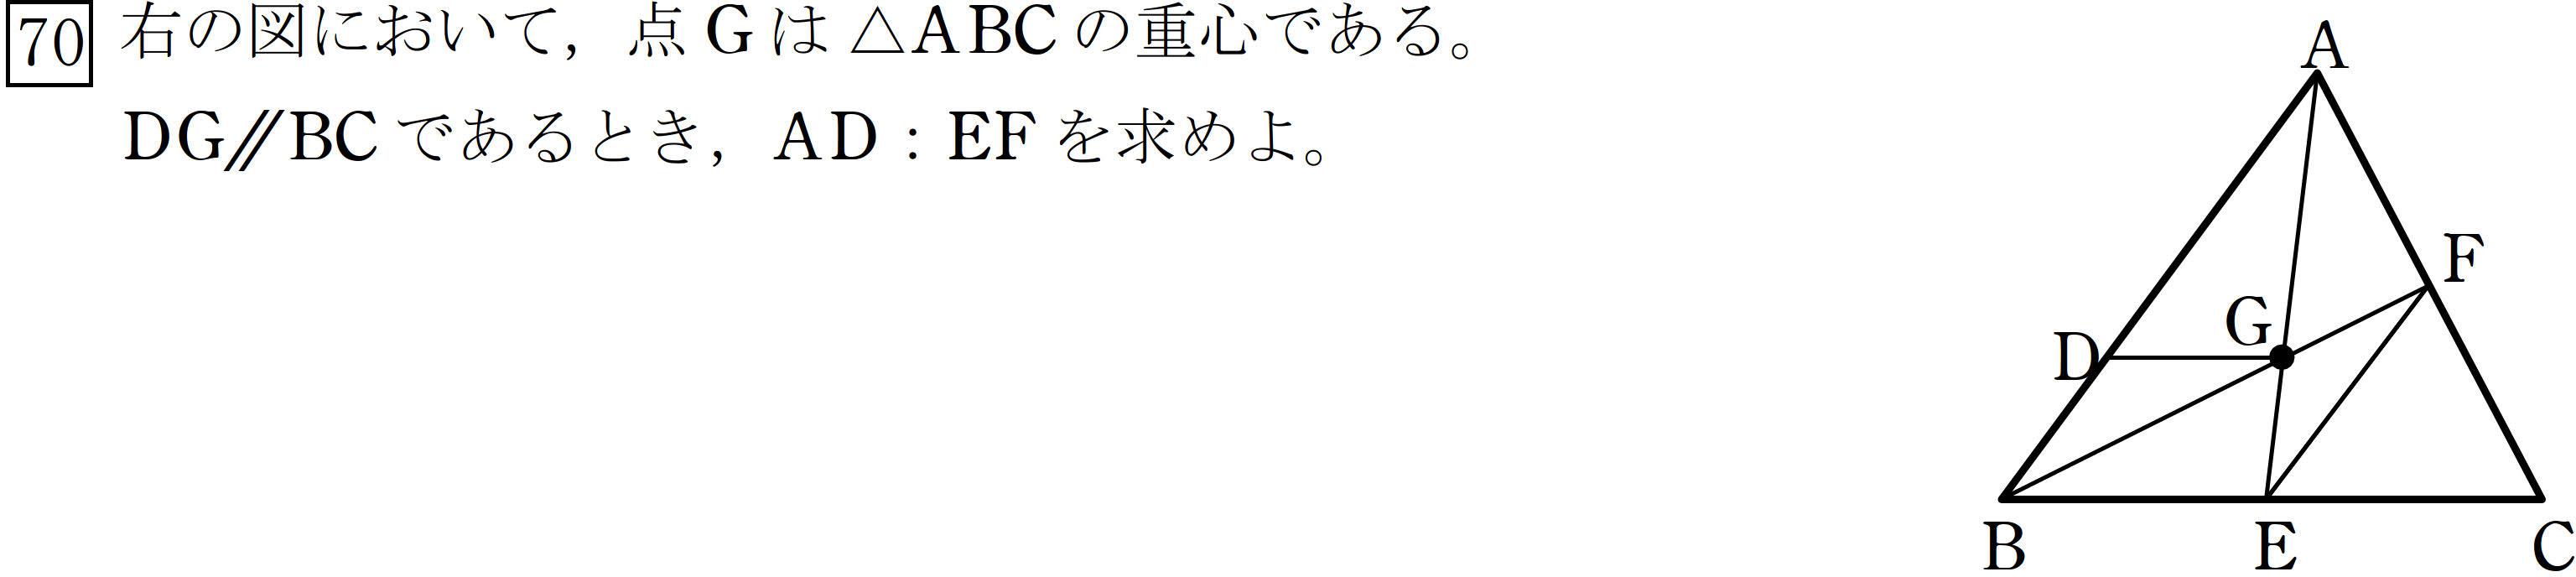 70 右の図において，点 G は △ABC の重心である。
DG⫽BC であるとき，AD : EF を求めよ。
A
F
G
D
B
E
C